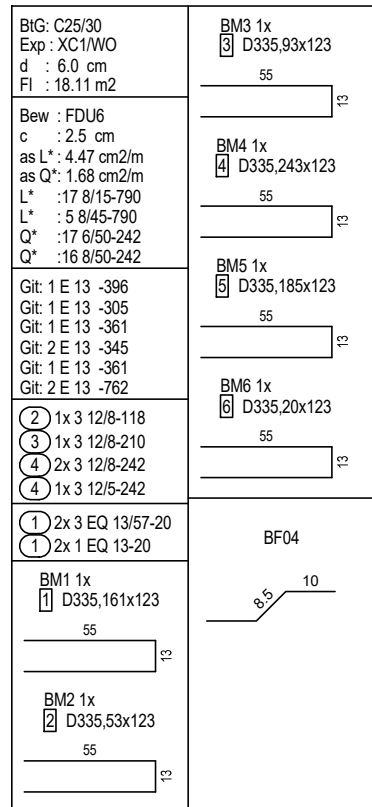 BtG: C25/30
Exp : XC1/WO
d : 6.0 cm
Fl : 18.11 m2
Bew : FDU6
c : 2.5 cm
as L* : 4.47 cm2/m
as Q*: 1.68 cm2/m
L* :17 8/15-790
L* : 5 8/45-790
Q* :17 6/50-242
Q* :16 8/50-242
Git: 1 E 13 -396
Git: 1 E 13 -305
Git: 1 E 13 -361
Git: 2 E 13 -345
Git: 1 E 13 -361
Git: 2 E 13 -762
2 1x 3 12/8-118
3 1x 3 12/8-210
4 2x 3 12/8-242
4 1x 3 12/5-242
1 2x 3 EQ 13/57-20
1 2x 1 EQ 13-20
BM1 1x
1 D335,161x123
55
13
BM2 1x
2 D335,53x123
55
13
BM3 1x
3 D335,93x123
55
13
BM4 1x
4 D335,243x123
55
13
BM5 1x
5 D335,185x123
55
13
BM6 1x
6 D335,20x123
55
13
BF04
8.5
10